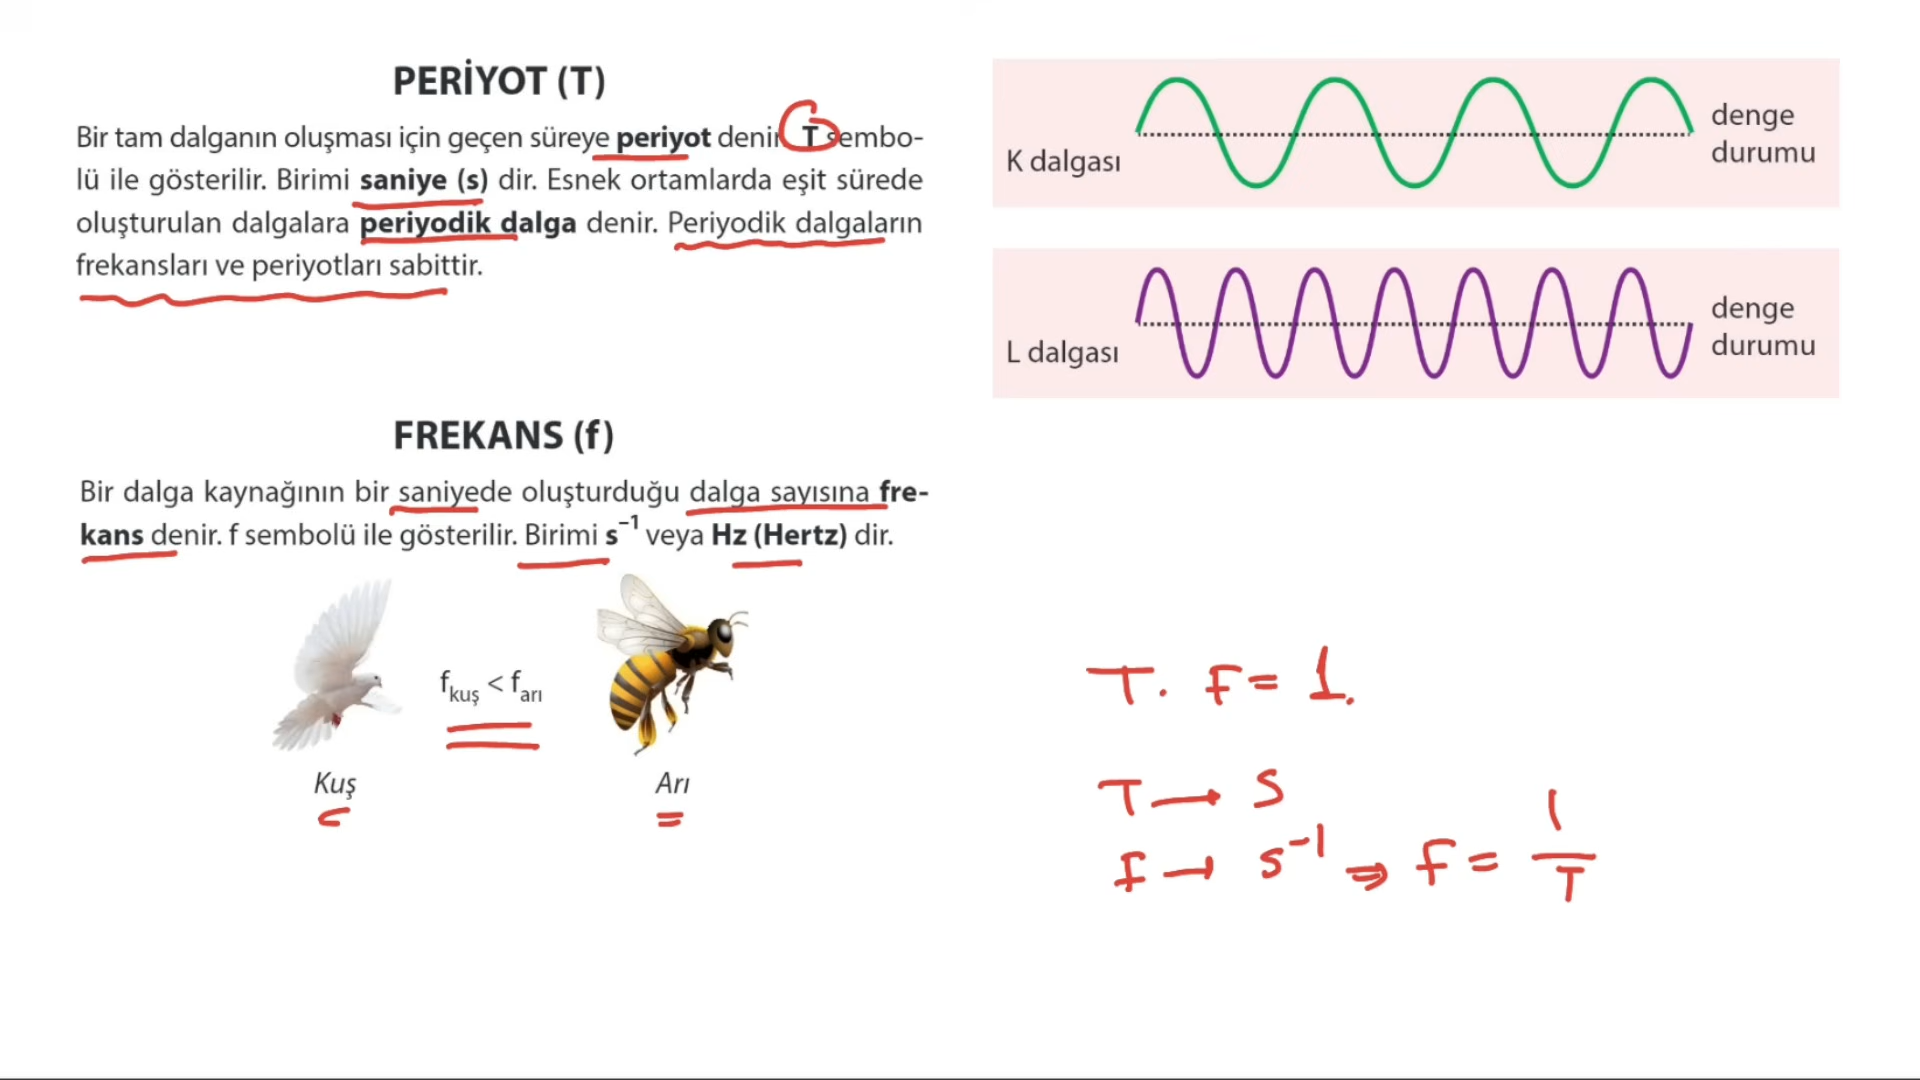 PERİYOT (T)
Bir tam dalganın oluşması için geçen süreye periyot denir T sembo-
lü ile gösterilir. Birimi saniye (s) dir. Esnek ortamlarda eşit sürede
oluşturulan dalgalara periyodik dalga denir. Periyodik dalgaların
frekansları ve periyotları sabittir.
FREKANS (f)
Bir dalga kaynağının bir saniyede oluşturduğu dalga sayısına fre-
kans denir. f sembolü ile gösterilir. Birimi s⁻¹ veya Hz (Hertz) dir.
f kuş < f arı
Kuş
Arı
K dalgası
denge
durumu
L dalgası
denge
durumu
T. F = 1.
T → S
F → s⁻¹ ⇒ F = 1/T